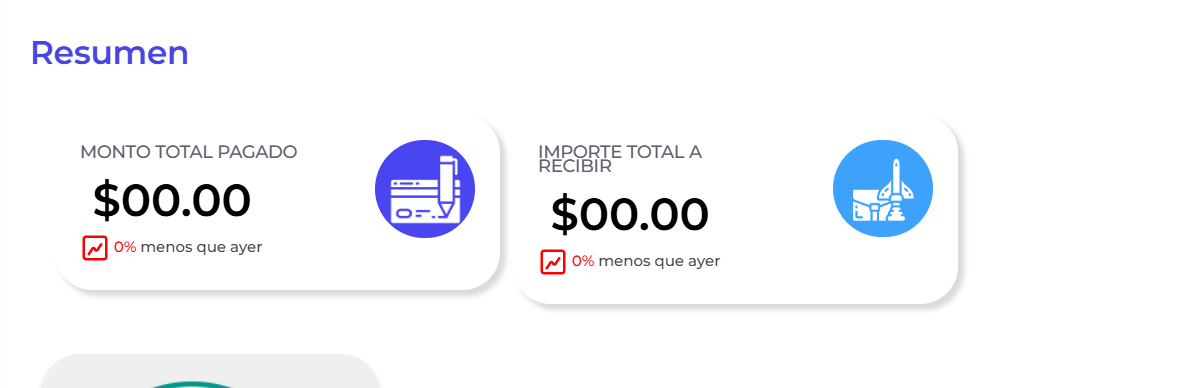 Resumen
MONTO TOTAL PAGADO
$00.00
0% menos que ayer
IMPORTE TOTAL A
RECIBIR
$00.00
0% menos que ayer